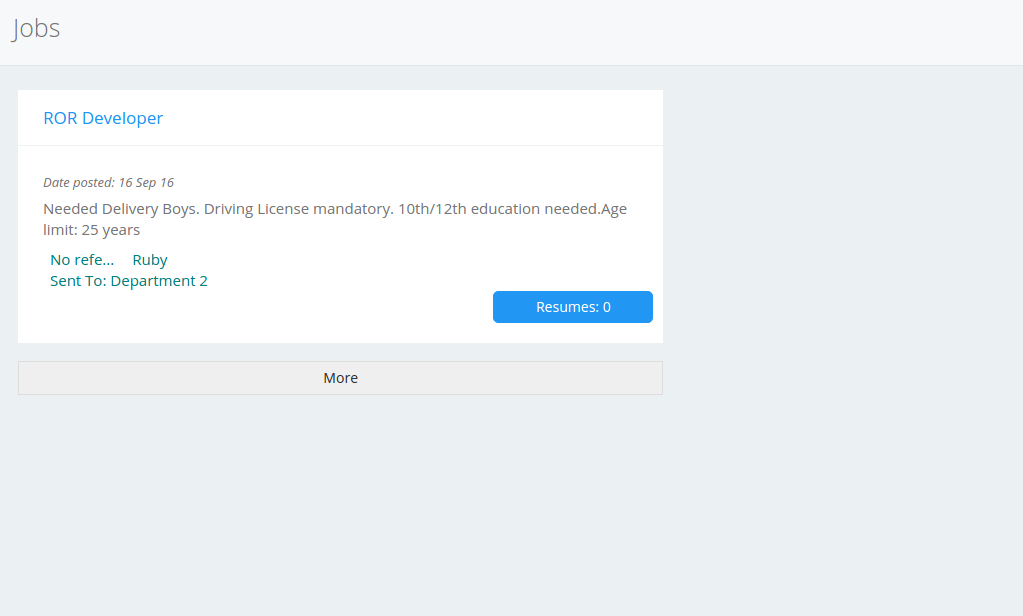 Jobs
ROR Developer
Date posted: 16 Sep 16
Needed Delivery Boys. Driving License mandatory. 10th/12th education needed.Age
limit: 25 years
No refe... Ruby
Sent To: Department 2
Resumes: 0
More